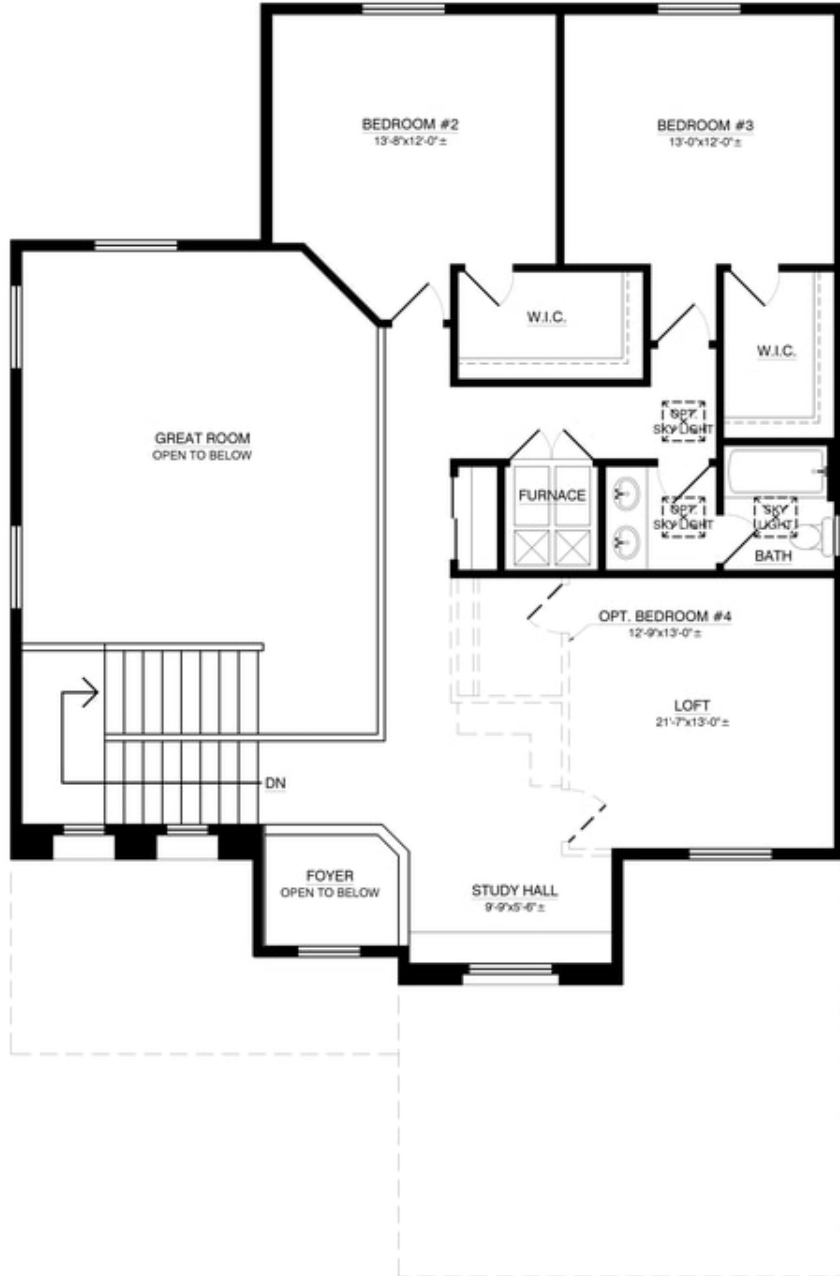 BEDROOM #2
13'-8"x12'-0"±
BEDROOM #3
13'-0"x12'-0"±
W.I.C.
W.I.C.
GREAT ROOM
OPEN TO BELOW
OPT.
SKY LIGHT
FURNACE
OPT.
SKY LIGHT
SKY
LIGHT
BATH
OPT. BEDROOM #4
12'-9"x13'-0"±
LOFT
21'-7"x13'-0"±
DN
FOYER
OPEN TO BELOW
STUDY HALL
9'-9"x5'-6"±